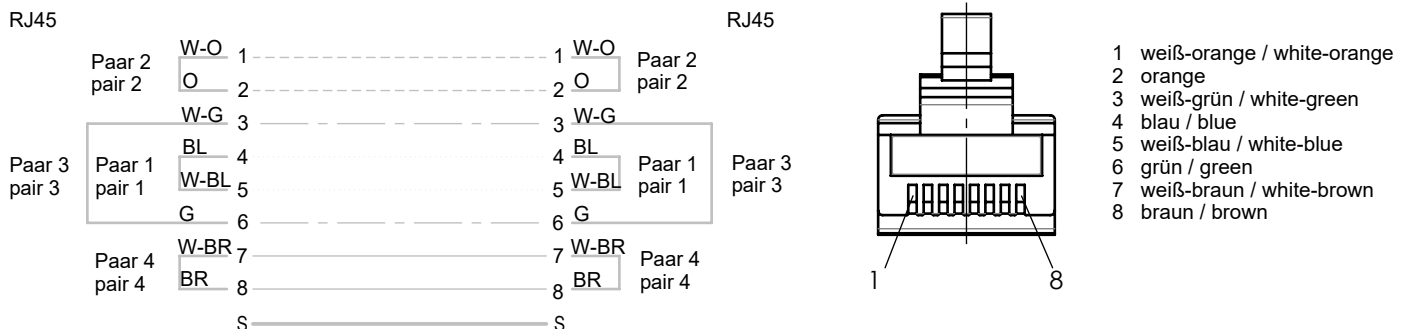 RJ45
Paar 2
pair 2
W-O 1
O 2
W-G 3
Paar 3
pair 3
Paar 1
pair 1
BL 4
W-BL 5
G 6
Paar 4
pair 4
W-BR 7
BR 8
S
RJ45
1 W-O
2 O
Paar 2
pair 2
3 W-G
4 BL
5 W-BL
Paar 1
pair 1
Paar 3
pair 3
6 G
7 W-BR
8 BR
Paar 4
pair 4
S
1
8
1 weiß-orange / white-orange
2 orange
3 weiß-grün / white-green
4 blau / blue
5 weiß-blau / white-blue
6 grün / green
7 weiß-braun / white-brown
8 braun / brown